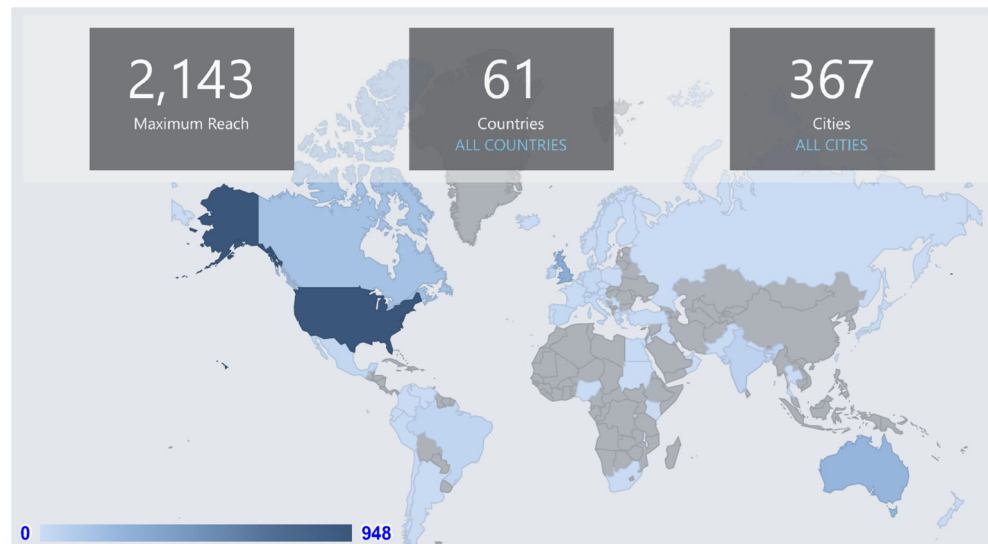 2,143
Maximum Reach
61
Countries
ALL COUNTRIES
367
Cities
ALL CITIES
0
948